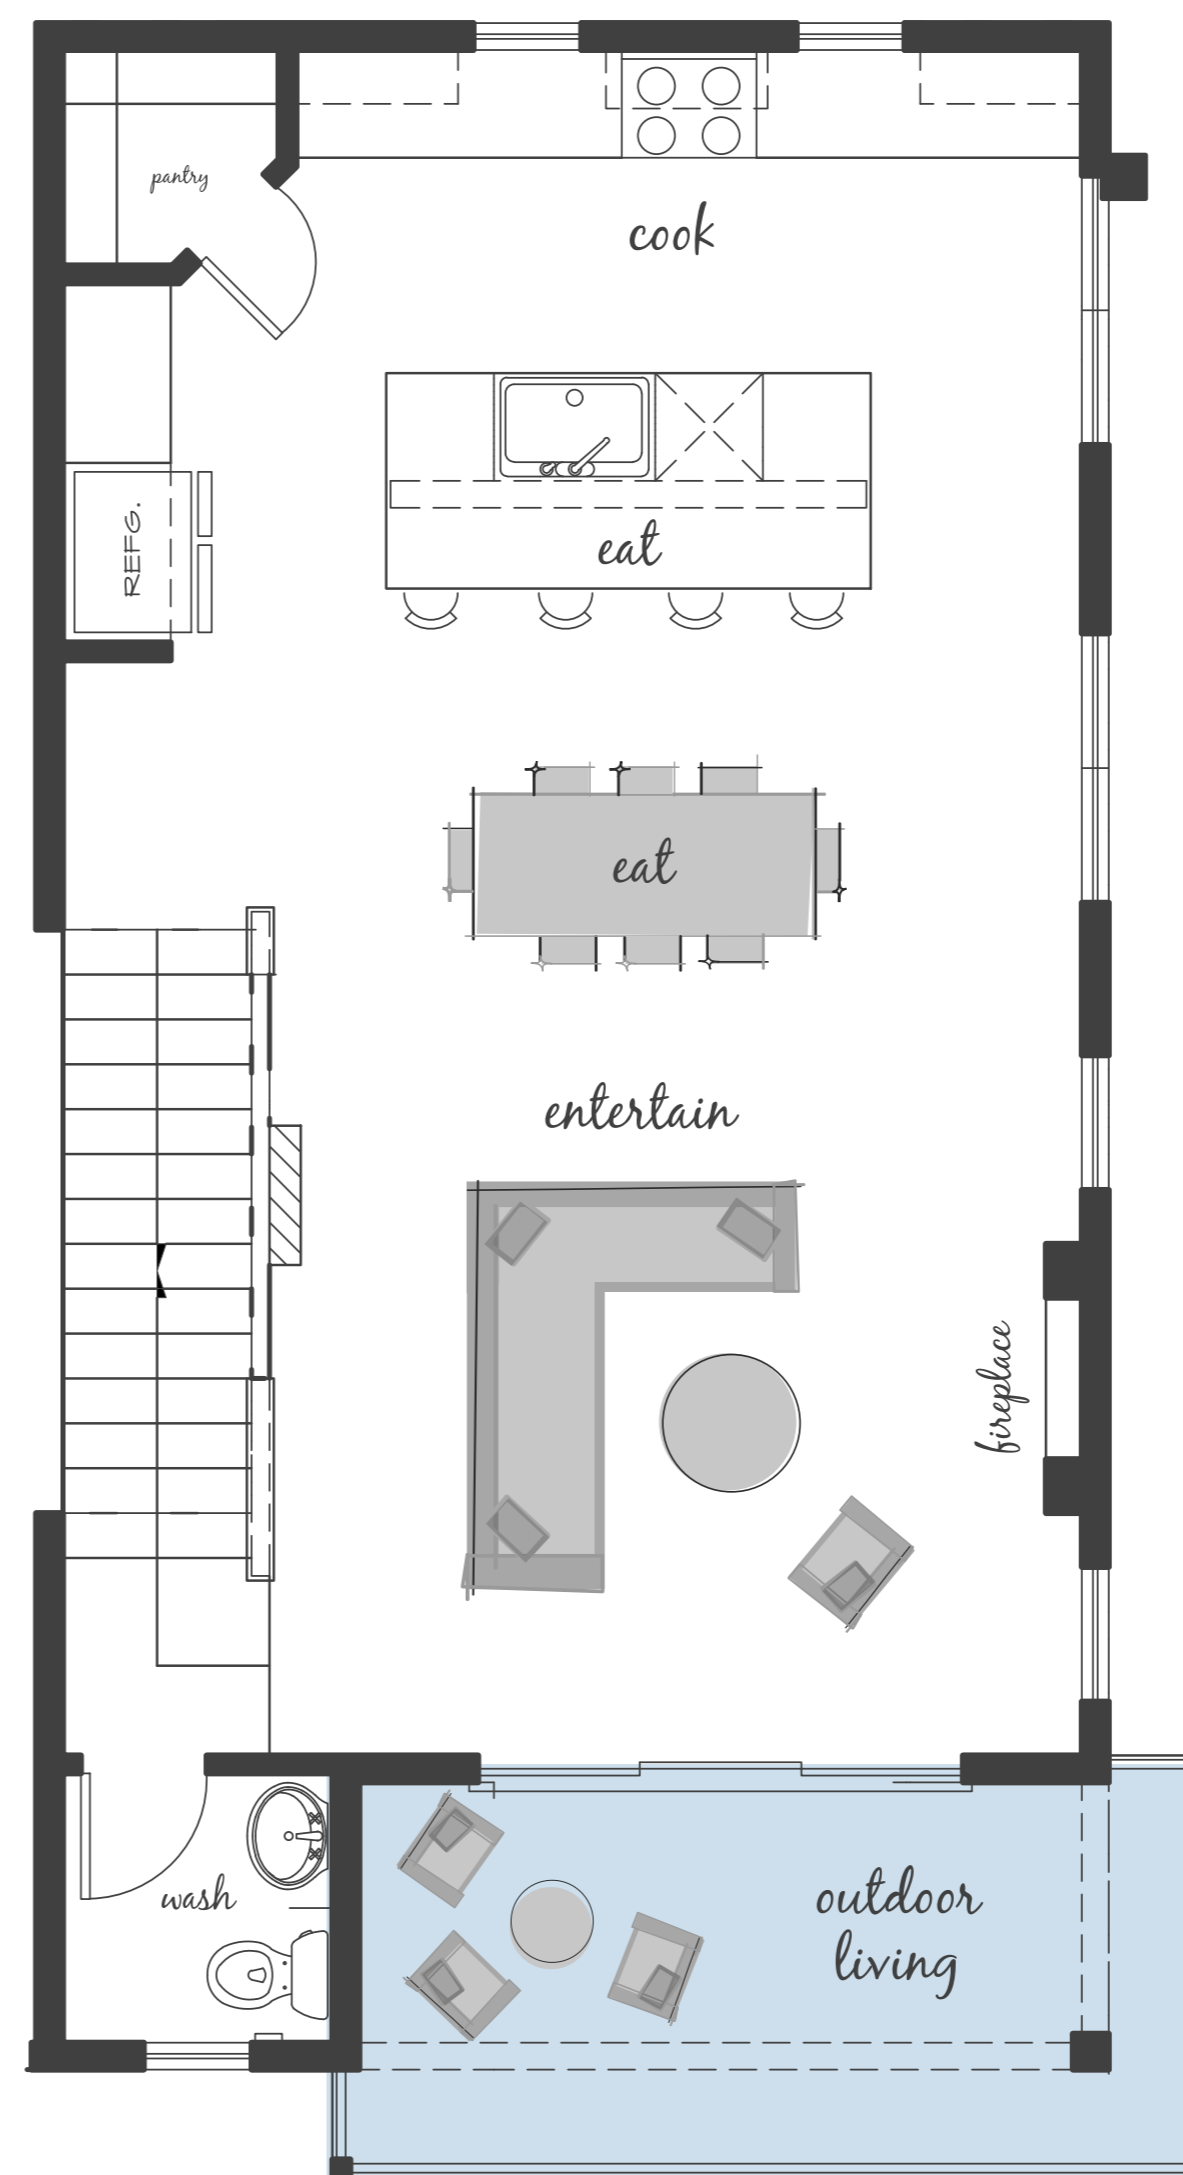 pantry
cook
REFG.
eat
eat
entertain
fireplace
wash
outdoor
living